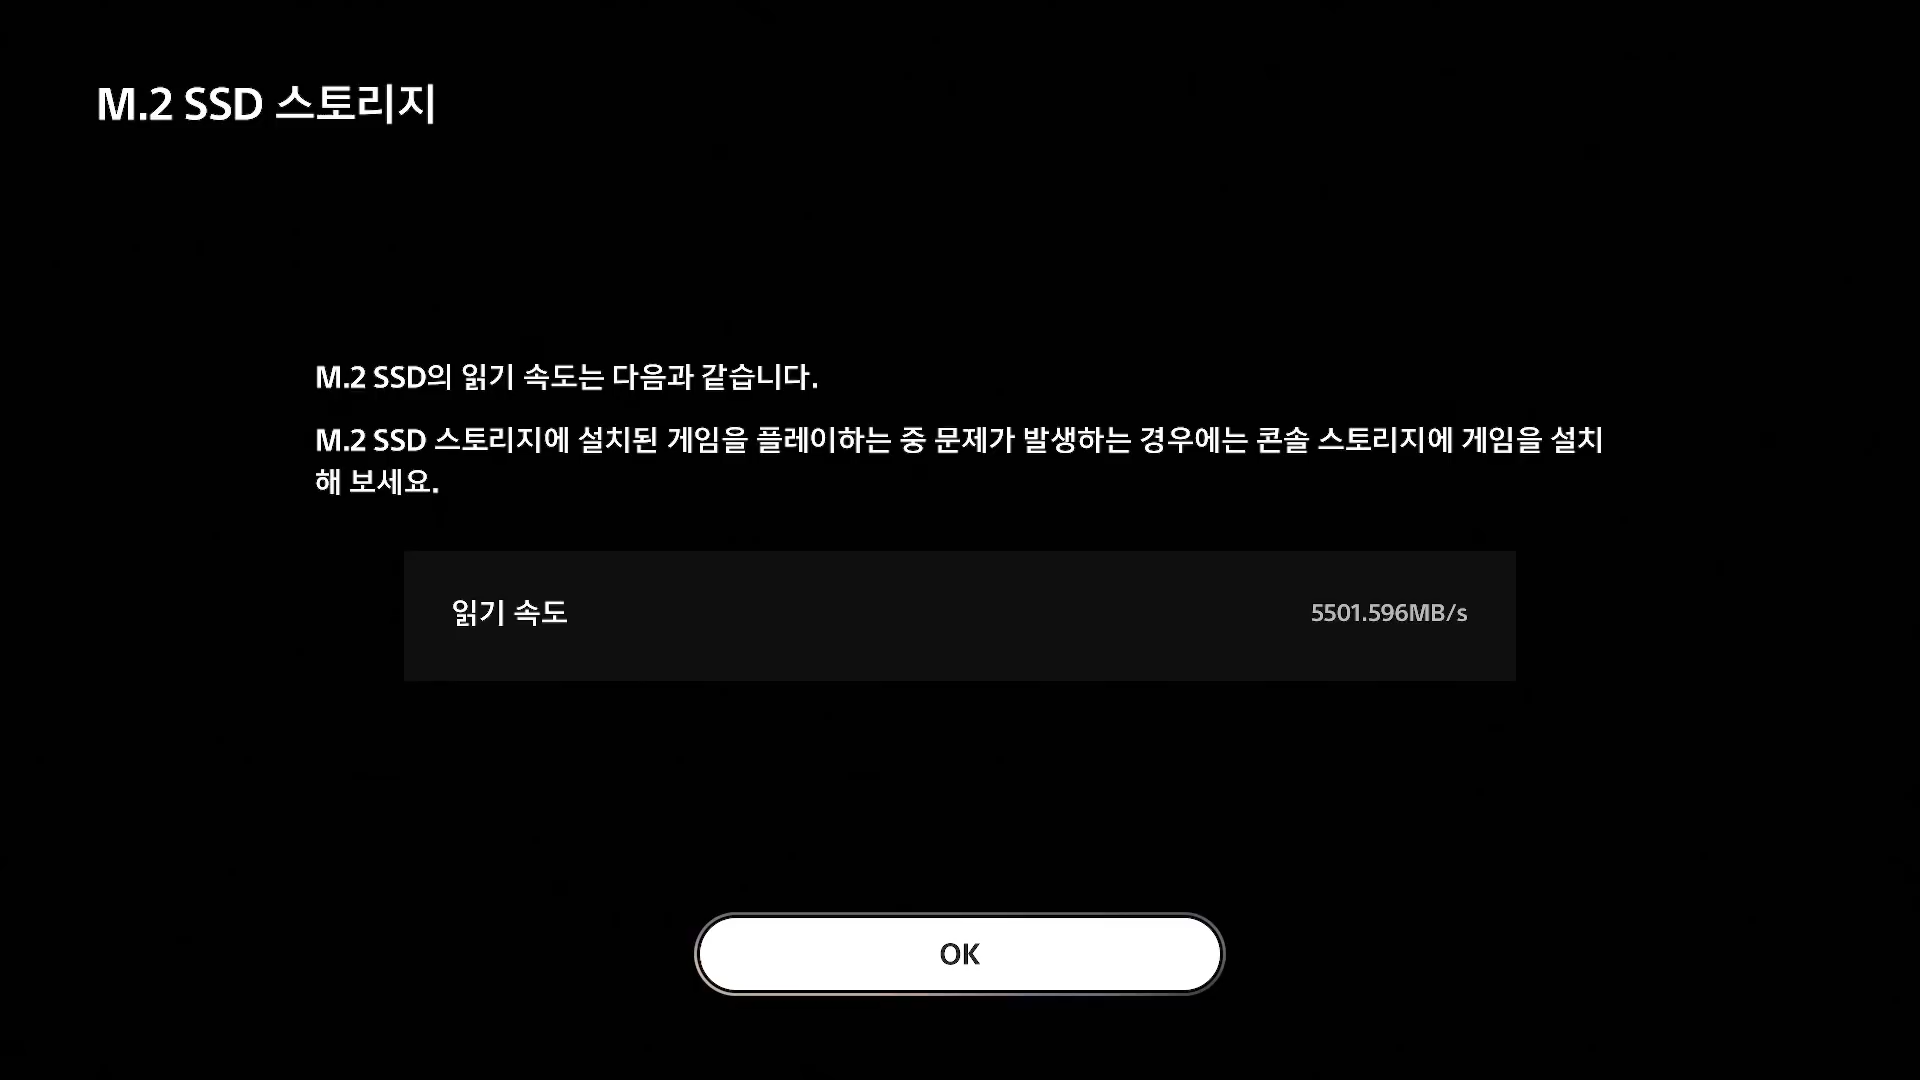 M.2 SSD 스토리지
M.2 SSD의 읽기 속도는 다음과 같습니다.
M.2 SSD 스토리지에 설치된 게임을 플레이하는 중 문제가 발생하는 경우에는 콘솔 스토리지에 게임을 설치
해 보세요.
읽기 속도 5501.596MB/s
OK